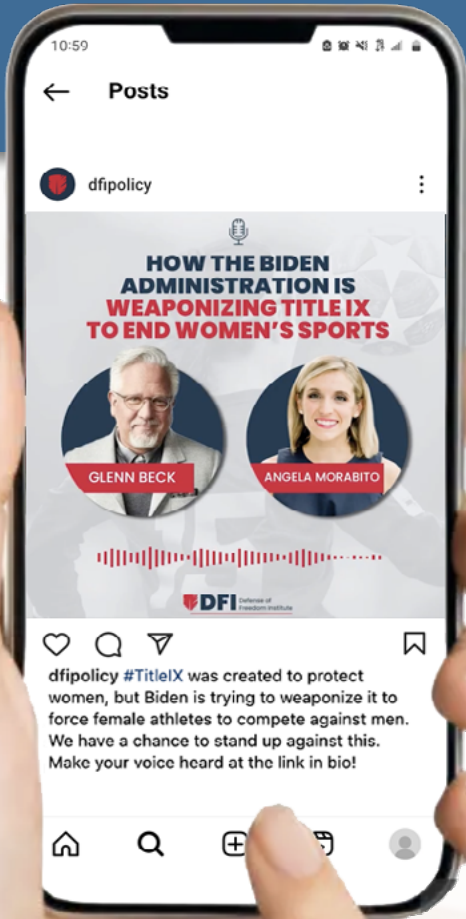 10:59
Posts
dfipolicy
HOW THE BIDEN
ADMINISTRATION IS
WEAPONIZING TITLE IX
TO END WOMEN'S SPORTS
GLENN BECK
ANGELA MORABITO
DFI
Defense of
Freedom Institute
dfipolicy #TitleIX was created to protect
women, but Biden is trying to weaponize it to
force female athletes to compete against men.
We have a chance to stand up against this.
Make your voice heard at the link in bio!